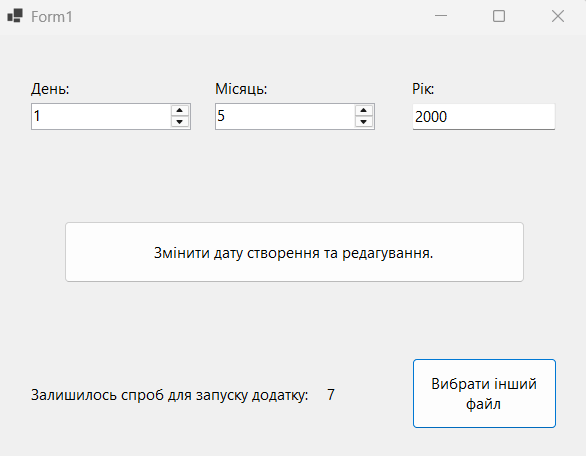 Form1
День:
Місяць:
Рік:
1
5
2000
Змінити дату створення та редагування.
Залишилось спроб для запуску додатку: 7
Вибрати інший
файл